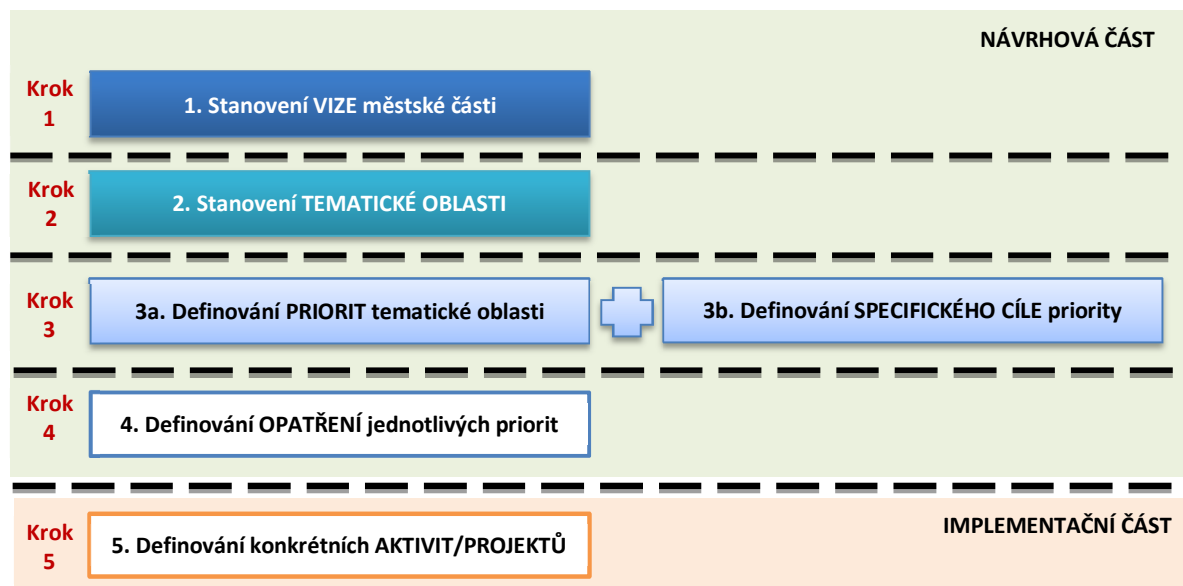 NÁVRHOVÁ ČÁST
Krok
1
1. Stanovení VIZE městské části
Krok
2
2. Stanovení TEMATICKÉ OBLASTI
Krok
3
3a. Definování PRIORIT tematické oblasti
3b. Definování SPECIFICKÉHO CÍLE priority
Krok
4
4. Definování OPATŘENÍ jednotlivých priorit
IMPLEMENTAČNÍ ČÁST
Krok
5
5. Definování konkrétních AKTIVIT/PROJEKTŮ